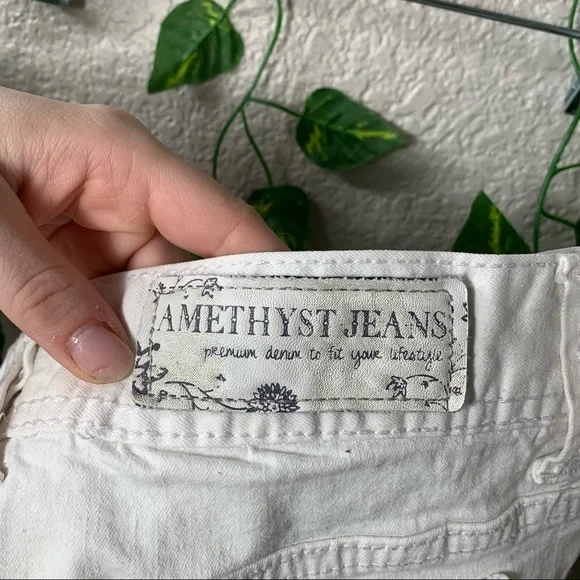 AMETHYST JEANS
premium denim to fit your lifestyle